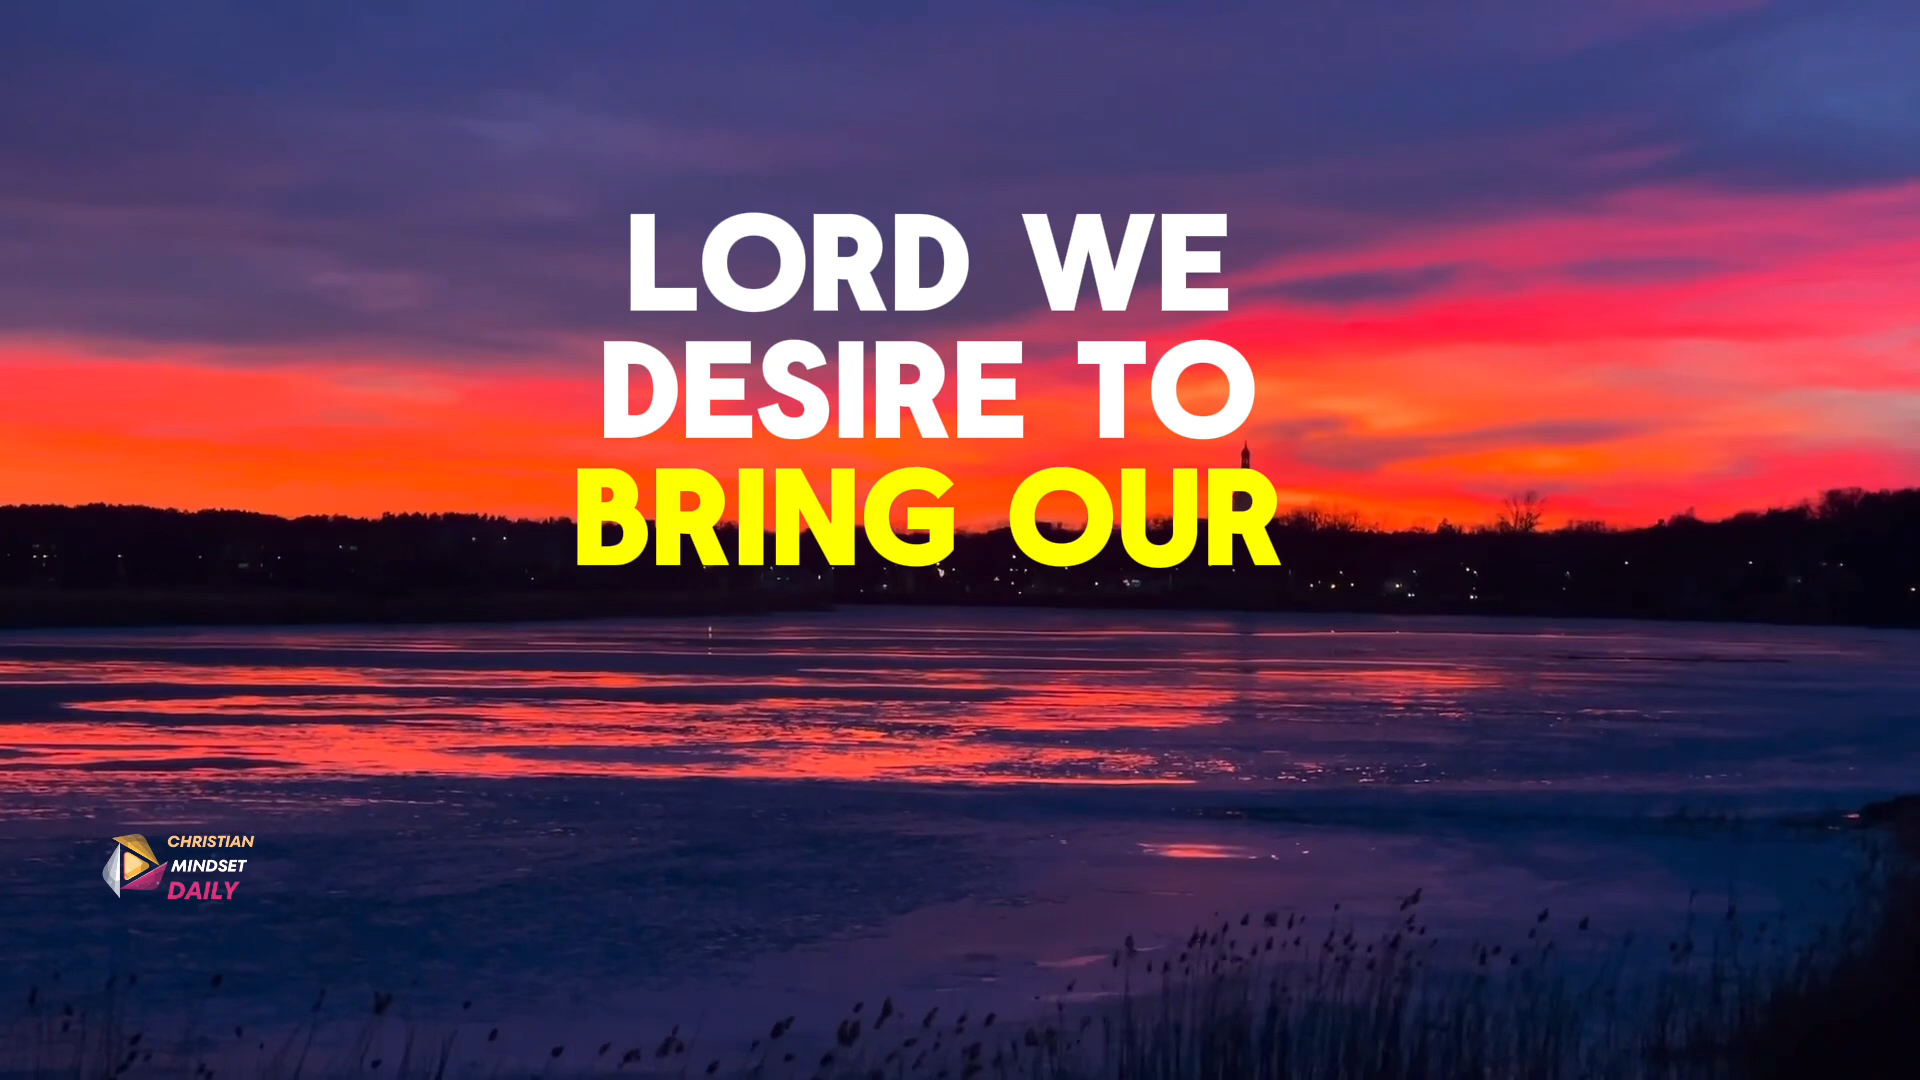 LORD WE
DESIRE TO
BRING OUR
CHRISTIAN
MINDSET
DAILY